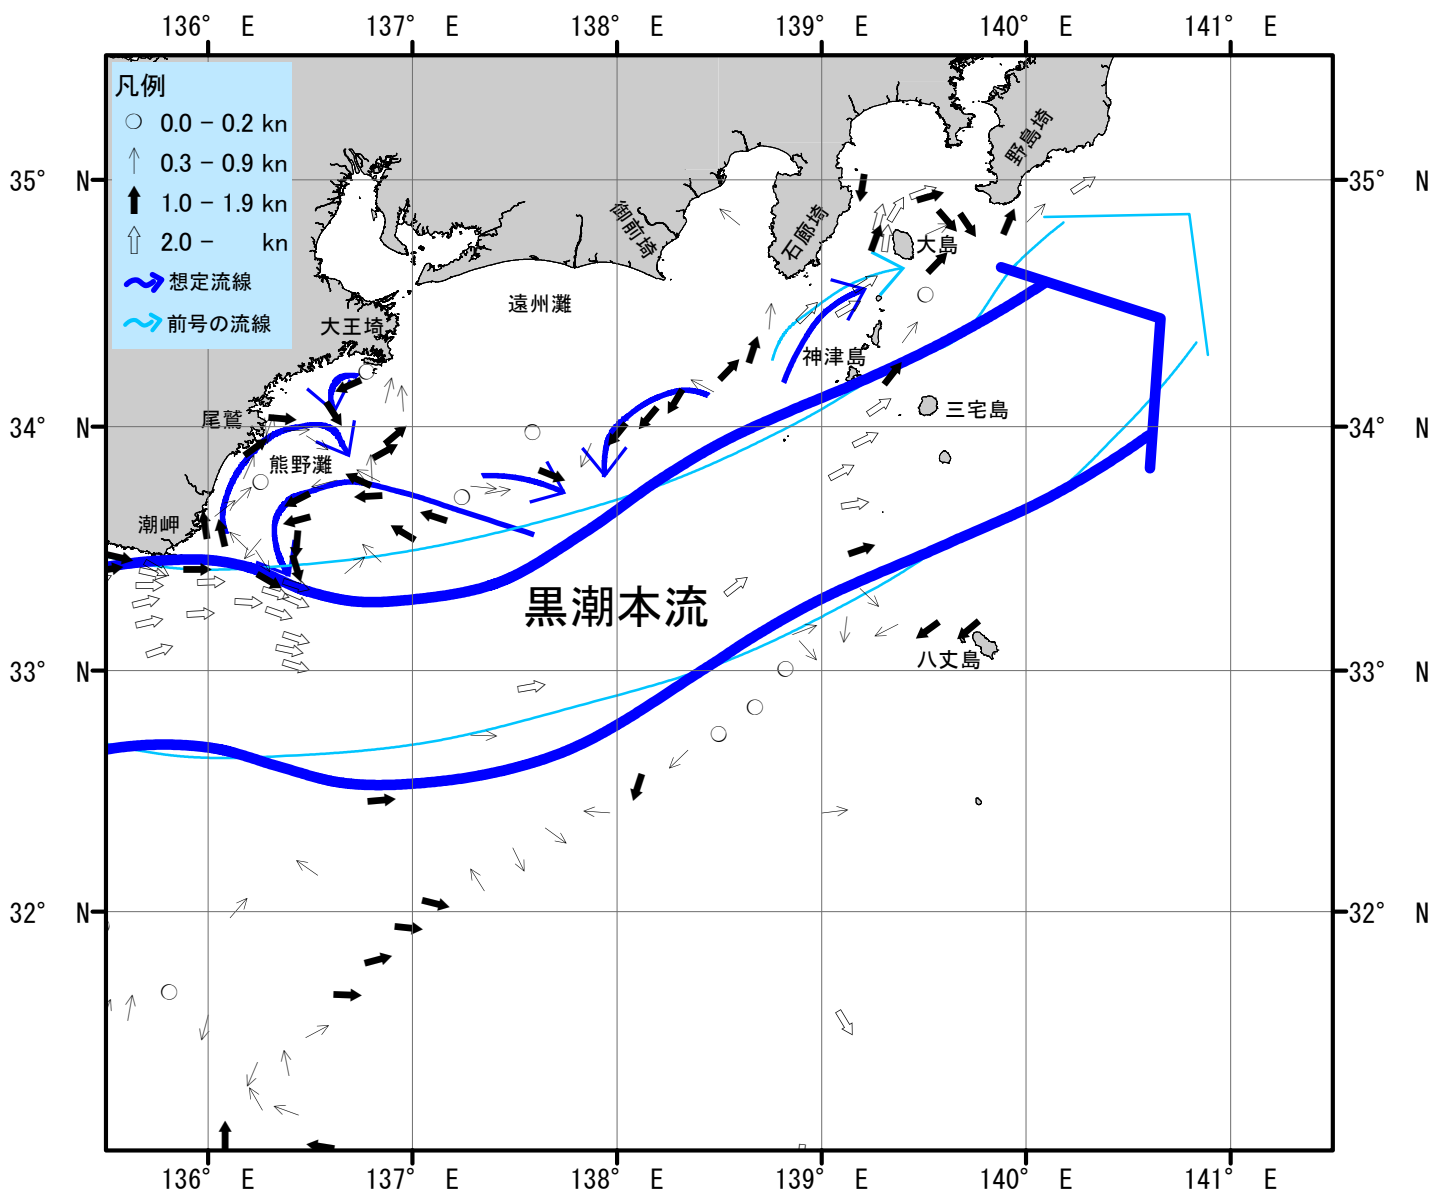 136° E 137° E 138° E 139° E 140° E 141° E
凡例
0.0 - 0.2 kn
0.3 - 0.9 kn
1.0 - 1.9 kn
2.0 - kn
想定流線
前号の流線
野島埼
35° N
35° N
御前埼
石廊埼
大島
遠州灘
大王埼
神津島
三宅島
尾鷲
34° N
34° N
熊野灘
潮岬
黒潮本流
八丈島
33° N
33° N
32° N
32° N
136° E 137° E 138° E 139° E 140° E 141° E